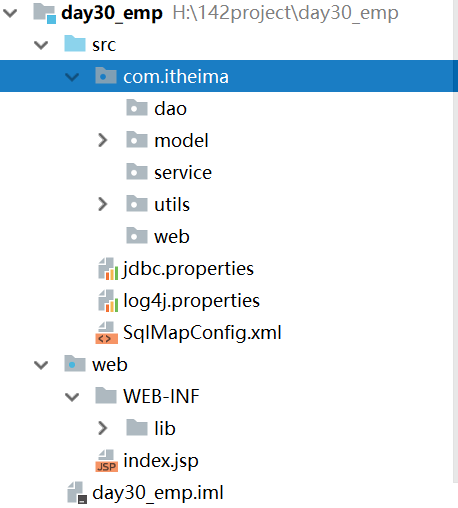 day30_emp H:\142project\day30_emp
src
com.itheima
dao
model
service
utils
web
jdbc.properties
log4j.properties
SqlMapConfig.xml
web
WEB-INF
lib
JSP index.jsp
day30_emp.iml